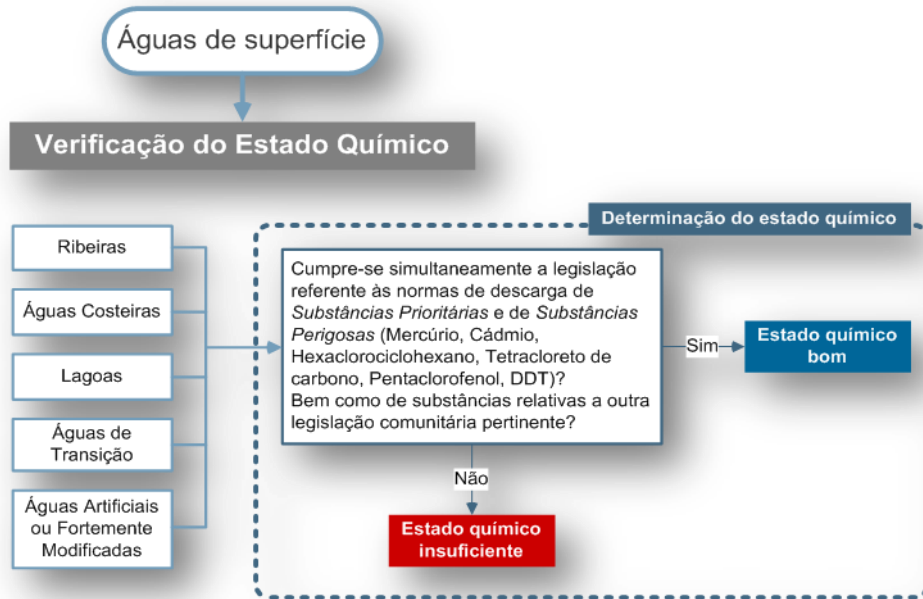 Águas de superfície
Verificação do Estado Químico
Determinação do estado químico
Ribeiras
Águas Costeiras
Lagoas
Águas de
Transição
Águas Artificiais
ou Fortemente
Modificadas
Cumpre-se simultaneamente a legislação
referente às normas de descarga de
Substâncias Prioritárias e de Substâncias
Perigosas (Mercúrio, Cádmio,
Hexaclorociclohexano, Tetracloreto de
carbono, Pentaclorofenol, DDT)?
Bem como de substâncias relativas a outra
legislação comunitária pertinente?
Sim
Estado químico
bom
Não
Estado químico
insuficiente